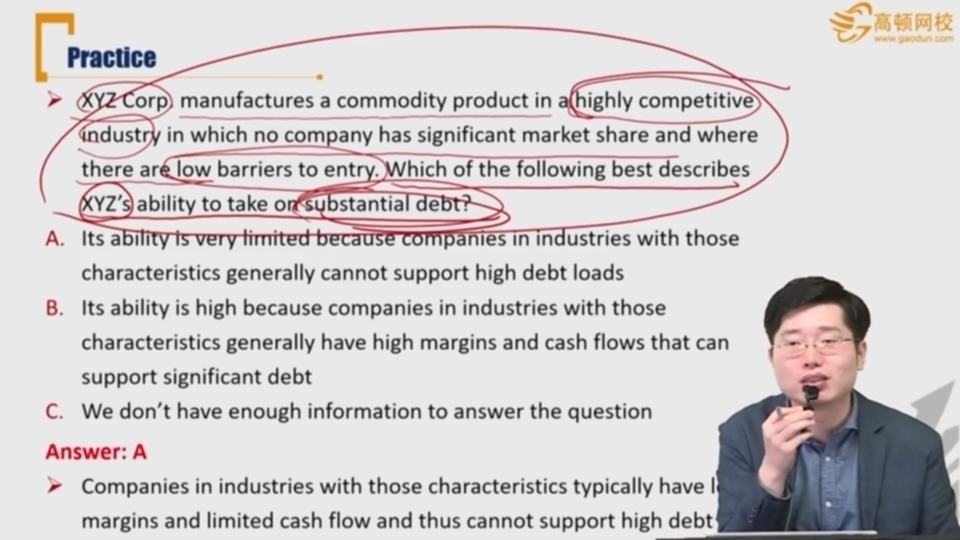 高顿网校
www.gaodun.com
Practice
XYZ Corp. manufactures a commodity product in a highly competitive
industry in which no company has significant market share and where
there are low barriers to entry. Which of the following best describes
XYZ's ability to take on substantial debt?
A. Its ability is very limited because companies in industries with those
characteristics generally cannot support high debt loads
B. Its ability is high because companies in industries with those
characteristics generally have high margins and cash flows that can
support significant debt
C. We don't have enough information to answer the question
Answer: A
Companies in industries with those characteristics typically have
margins and limited cash flow and thus cannot support high debt